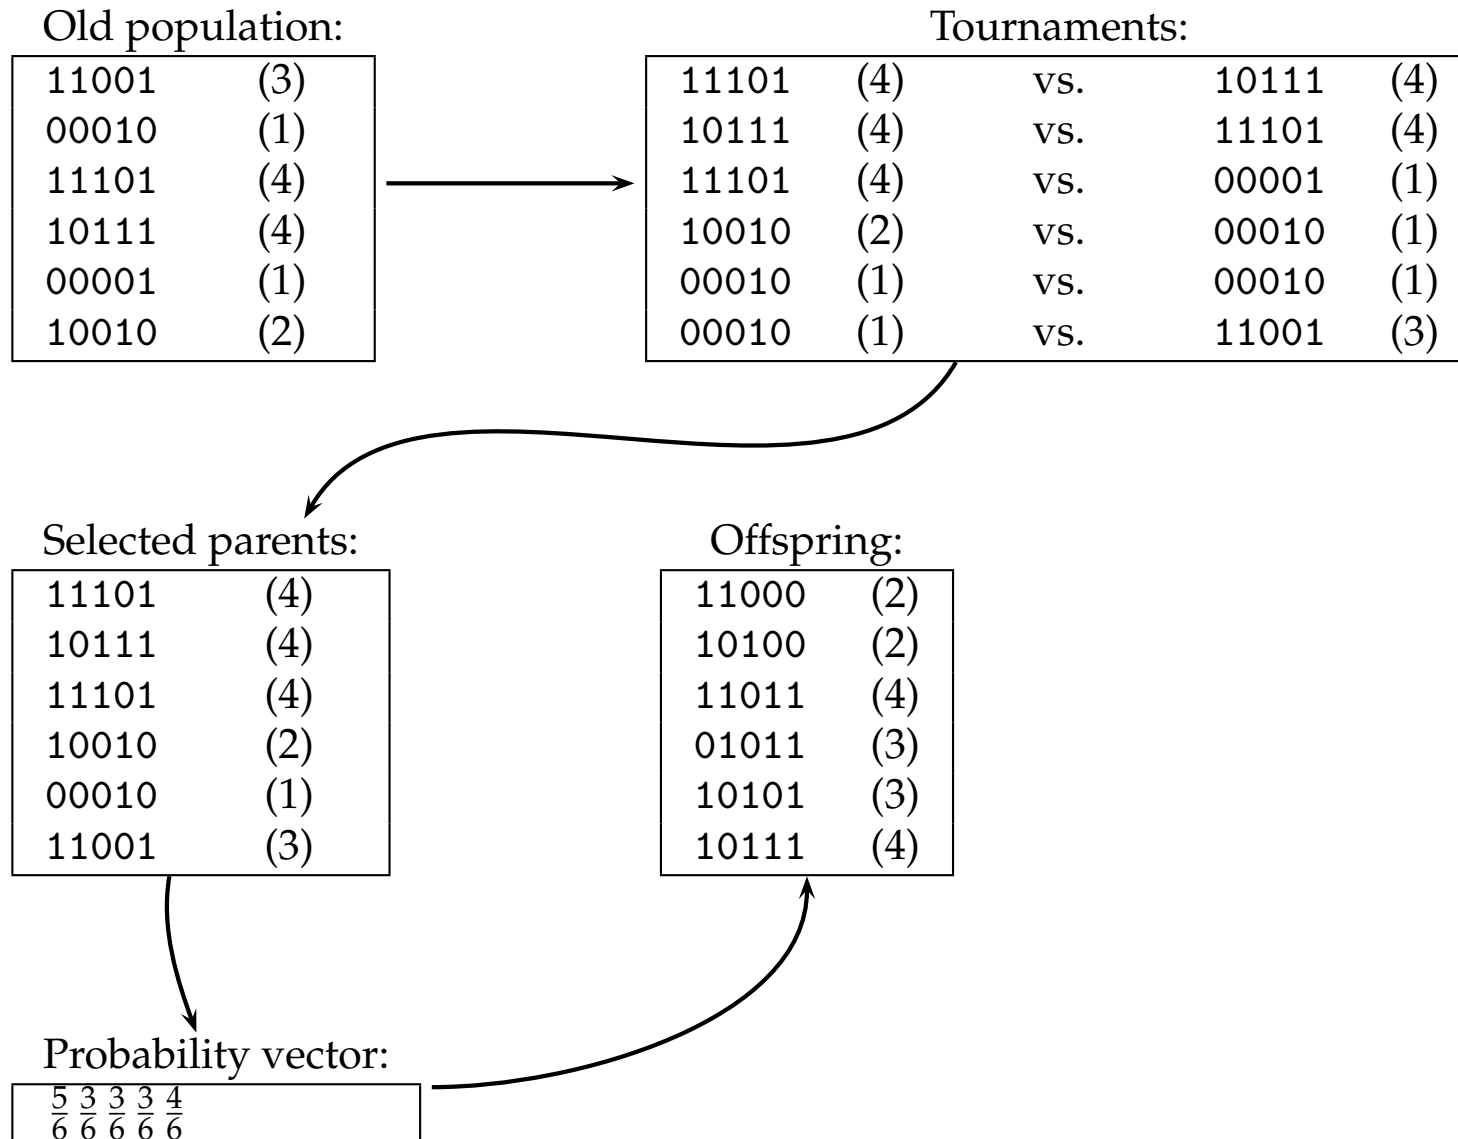 Old population:
11001 (3)
00010 (1)
11101 (4)
10111 (4)
00001 (1)
10010 (2)
Tournaments:
11101 (4) vs. 10111 (4)
10111 (4) vs. 11101 (4)
11101 (4) vs. 00001 (1)
10010 (2) vs. 00010 (1)
00010 (1) vs. 00010 (1)
00010 (1) vs. 11001 (3)
Selected parents:
11101 (4)
10111 (4)
11101 (4)
10010 (2)
00010 (1)
11001 (3)
Offspring:
11000 (2)
10100 (2)
11011 (4)
01011 (3)
10101 (3)
10111 (4)
Probability vector:
5/6 3/6 3/6 3/6 4/6